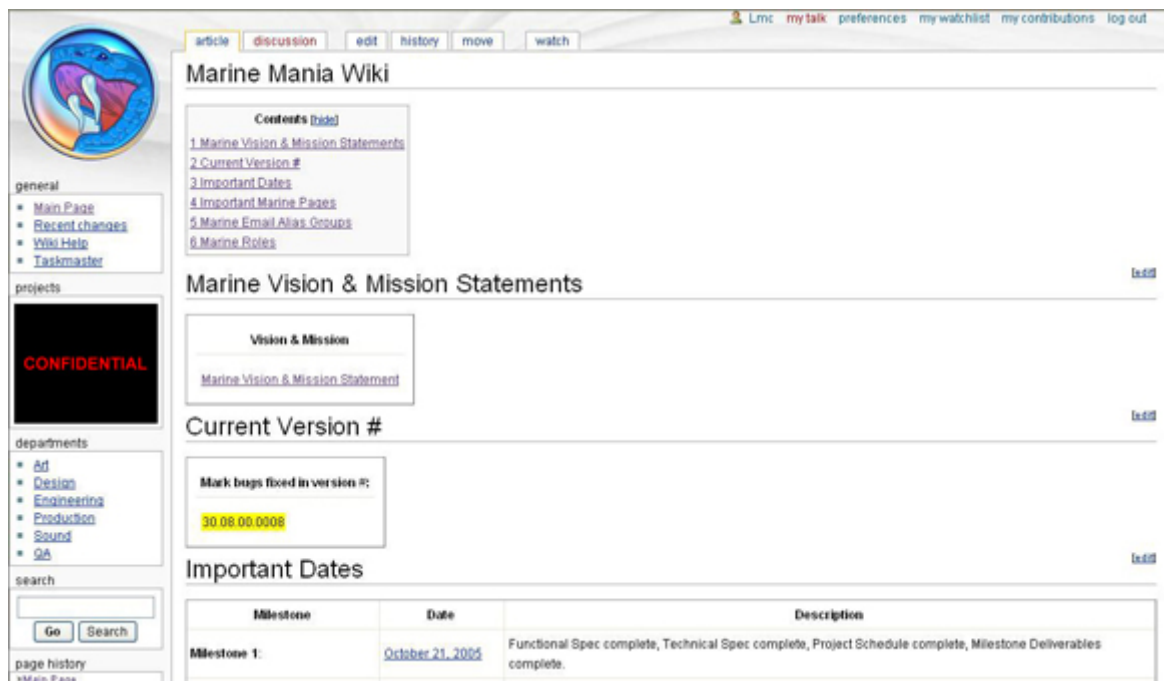 Lmc my talk preferences my watchlist my contributions log out
article discussion edit history move watch
Marine Mania Wiki
Contents [hide]
1 Marine Vision & Mission Statements
2 Current Version #
3 Important Dates
4 Important Marine Pages
5 Marine Email Alias Groups
6 Marine Roles
general
Main Page
Recent changes
Wiki Help
Taskmaster
projects
CONFIDENTIAL
departments
Art
Design
Engineering
Production
Sound
QA
search
Go Search
page history
>Main Page
[edit]
Marine Vision & Mission Statements
Vision & Mission
Marine Vision & Mission Statement
[edit]
Current Version #
Mark bugs fixed in version #:
30.08.00.0008
[edit]
Important Dates
Milestone Date Description
Milestone 1: October 21, 2005 Functional Spec complete, Technical Spec complete, Project Schedule complete, Milestone Deliverables
complete.